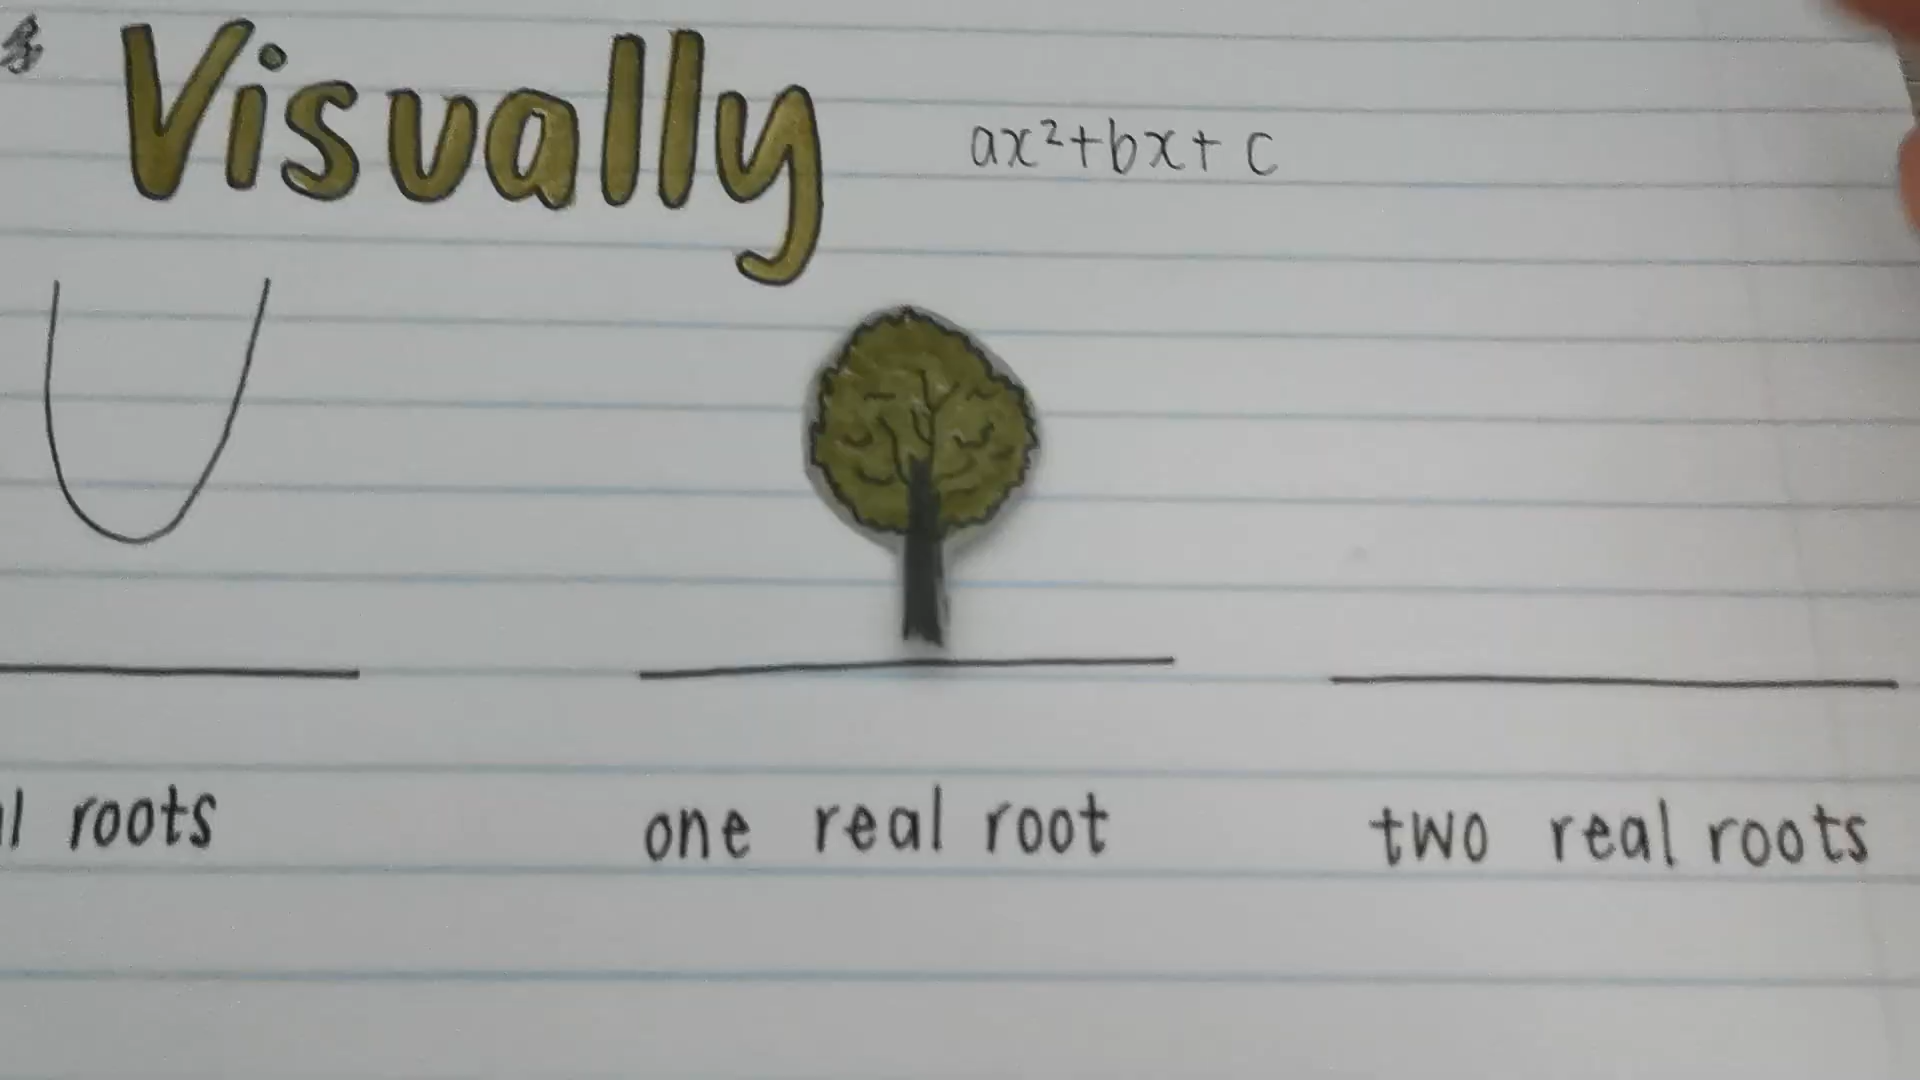 Visually
ax²+bx+c
roots
one real root
two real roots